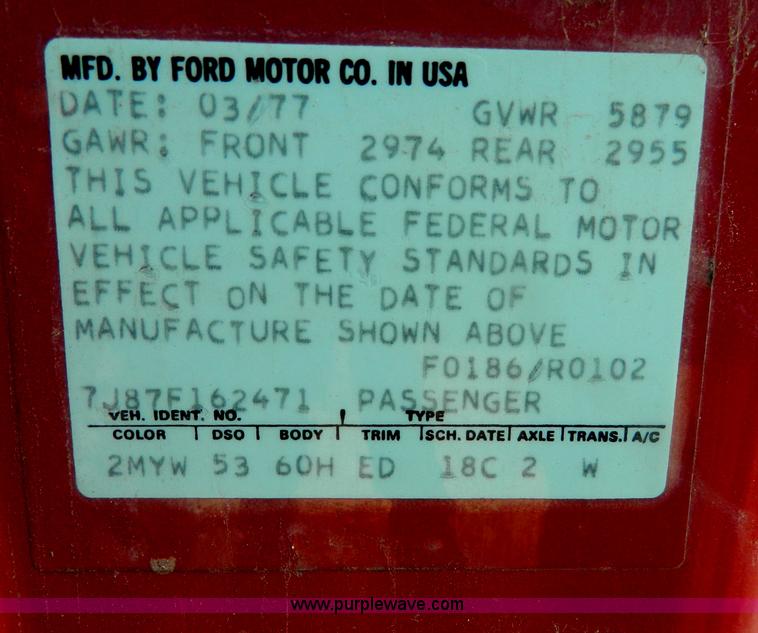 MFD. BY FORD MOTOR CO. IN USA
DATE: 03/77 GVWR 5879
GAWR: FRONT 2974 REAR 2955
THIS VEHICLE CONFORMS TO
ALL APPLICABLE FEDERAL MOTOR
VEHICLE SAFETY STANDARDS IN
EFFECT ON THE DATE OF
MANUFACTURE SHOWN ABOVE
F0186/R0102
7J87F162471 PASSENGER
VEH. IDENT. NO. TYPE
COLOR DSO BODY TRIM SCH. DATE AXLE TRANS. A/C
2MYW 53 60H ED 18C 2 W
www.purplewave.com